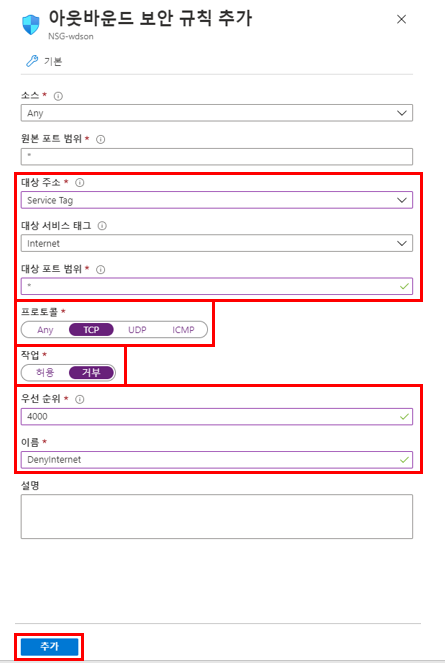 아웃바운드 보안 규칙 추가
NSG-wdson
기본
소스 *
Any
원본 포트 범위 *
*
대상 주소 *
Service Tag
대상 서비스 태그
Internet
대상 포트 범위 *
*
프로토콜 *
Any TCP UDP ICMP
작업 *
허용 거부
우선 순위 *
4000
이름 *
DenyInternet
설명
추가